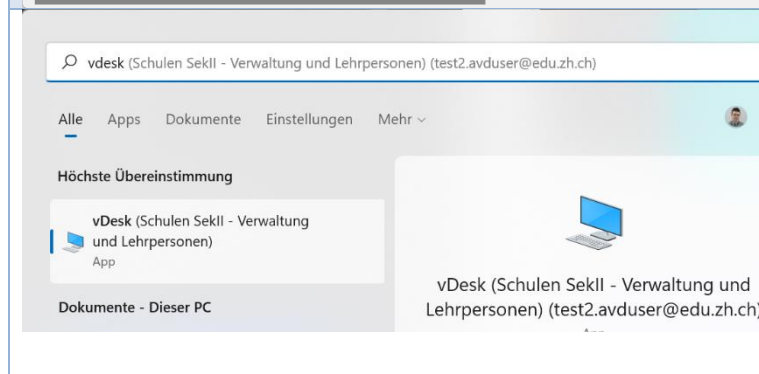 vdesk (Schulen SekII - Verwaltung und Lehrpersonen) (test2.avduser@edu.zh.ch)
Alle Apps Dokumente Einstellungen Mehr
Höchste Übereinstimmung
vDesk (Schulen SekII - Verwaltung
und Lehrpersonen)
App
Dokumente - Dieser PC
vDesk (Schulen SekII - Verwaltung und
Lehrpersonen) (test2.avduser@edu.zh.ch)